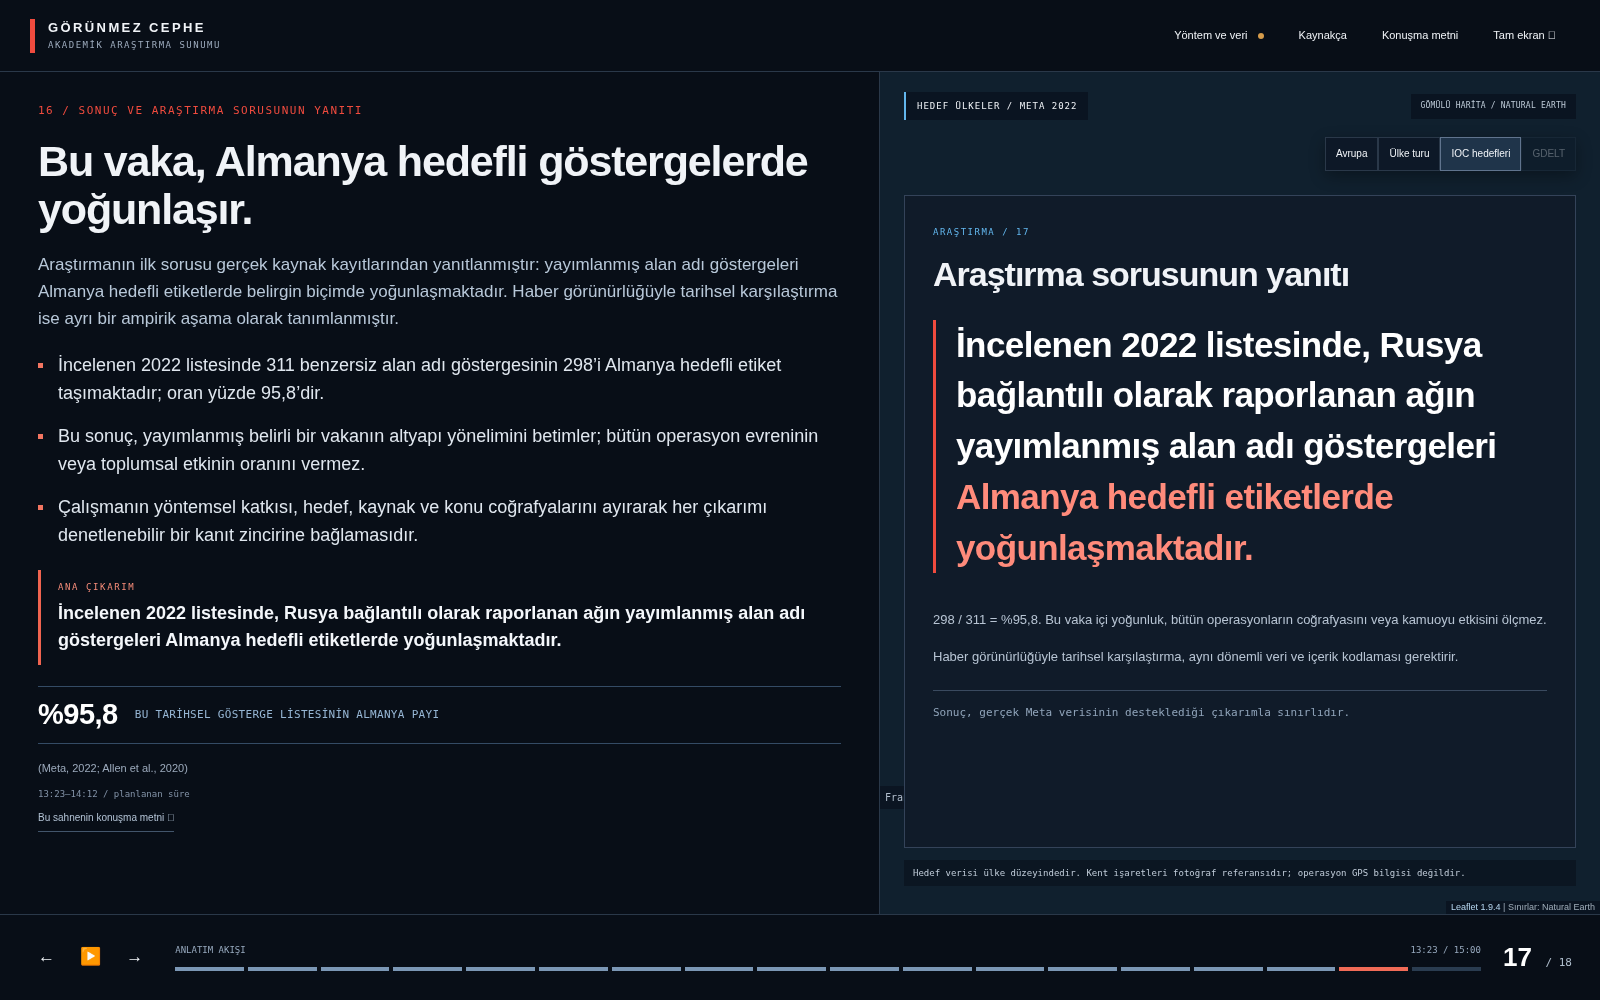 GÖRÜNMEZ CEPHE
AKADEMİK ARAŞTIRMA SUNUMU
Yöntem ve veri
Kaynakça
Konuşma metni
Tam ekran
16 / SONUÇ VE ARAŞTIRMA SORUSUNUN YANITI
Bu vaka, Almanya hedefli göstergelerde
yoğunlaşır.
Araştırmanın ilk sorusu gerçek kaynak kayıtlarından yanıtlanmıştır: yayımlanmış alan adı göstergeleri
Almanya hedefli etiketlerde belirgin biçimde yoğunlaşmaktadır. Haber görünürlüğüyle tarihsel karşılaştırma
ise ayrı bir ampirik aşama olarak tanımlanmıştır.
İncelenen 2022 listesinde 311 benzersiz alan adı göstergesinin 298’i Almanya hedefli etiket
taşımaktadır; oran yüzde 95,8’dir.
Bu sonuç, yayımlanmış belirli bir vakanın altyapı yönelimini betimler; bütün operasyon evreninin
veya toplumsal etkinin oranını vermez.
Çalışmanın yöntemsel katkısı, hedef, kaynak ve konu coğrafyalarını ayırarak her çıkarımı
denetlenebilir bir kanıt zincirine bağlamasıdır.
ANA ÇIKARIM
İncelenen 2022 listesinde, Rusya bağlantılı olarak raporlanan ağın yayımlanmış alan adı
göstergeleri Almanya hedefli etiketlerde yoğunlaşmaktadır.
%95,8 BU TARİHSEL GÖSTERGE LİSTESİNİN ALMANYA PAYI
(Meta, 2022; Allen et al., 2020)
13:23–14:12 / planlanan süre
Bu sahnenin konuşma metni
HEDEF ÜLKELER / META 2022
GÖMÜLÜ HARİTA / NATURAL EARTH
Avrupa
Ülke turu
IOC hedefleri
GDELT
ARAŞTIRMA / 17
Araştırma sorusunun yanıtı
İncelenen 2022 listesinde, Rusya
bağlantılı olarak raporlanan ağın
yayımlanmış alan adı göstergeleri
Almanya hedefli etiketlerde
yoğunlaşmaktadır.
298 / 311 = %95,8. Bu vaka içi yoğunluk, bütün operasyonların coğrafyasını veya kamuoyu etkisini ölçmez.
Haber görünürlüğüyle tarihsel karşılaştırma, aynı dönemli veri ve içerik kodlaması gerektirir.
Sonuç, gerçek Meta verisinin desteklediği çıkarımla sınırlıdır.
Fra
Hedef verisi ülke düzeyindedir. Kent işaretleri fotoğraf referansıdır; operasyon GPS bilgisi değildir.
Leaflet 1.9.4 | Sınırlar: Natural Earth
ANLATIM AKIŞI
13:23 / 15:00
17 / 18